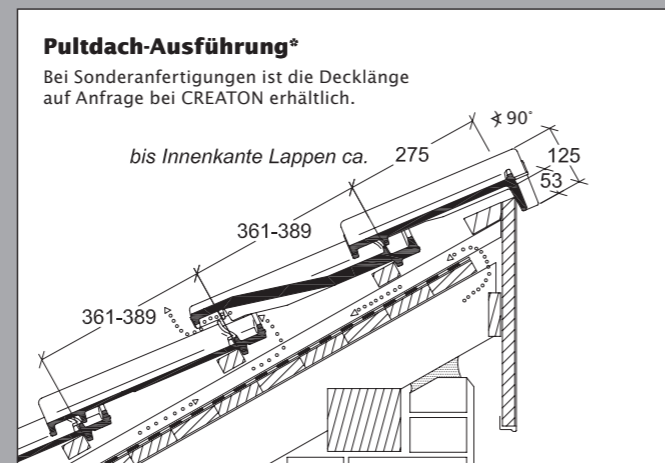 Pultdach-Ausführung*
Bei Sonderanfertigungen ist die Decklänge
auf Anfrage bei CREATON erhältlich.
∢ 90°
bis Innenkante Lappen ca. 275
125
53
361-389
361-389